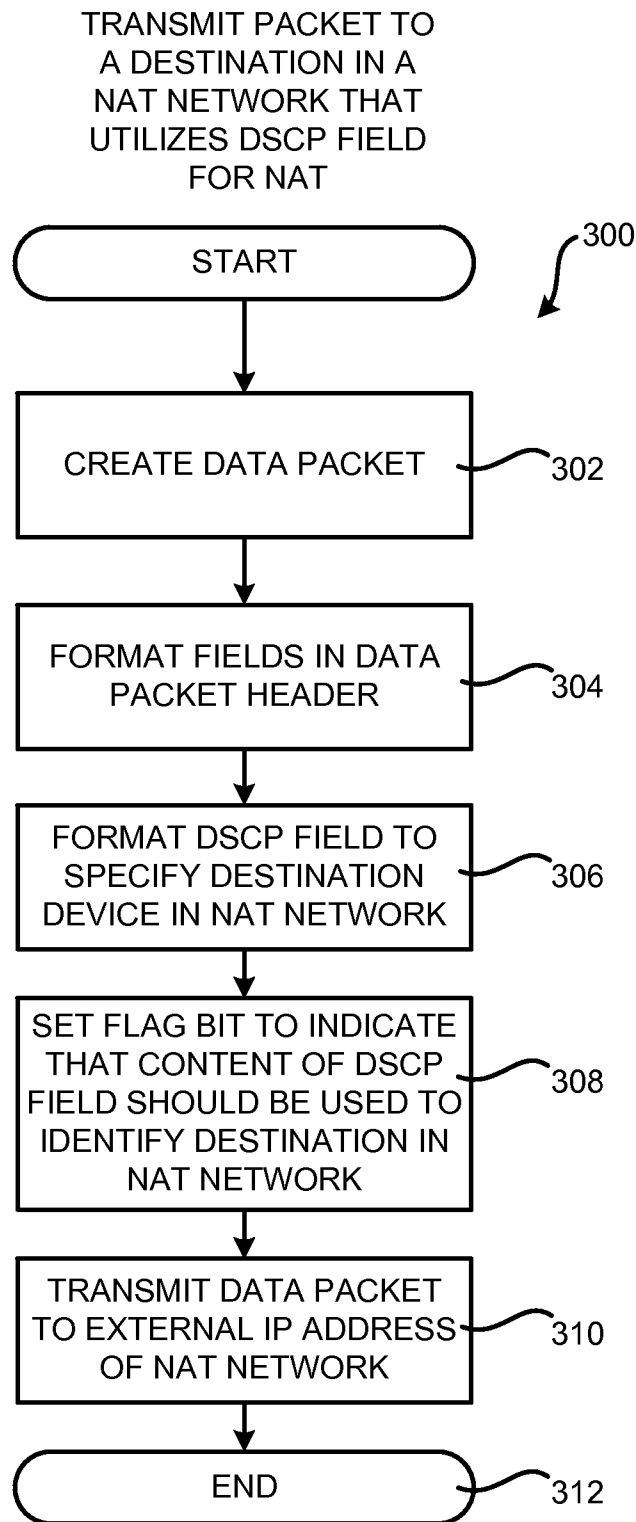 TRANSMIT PACKET TO
A DESTINATION IN A
NAT NETWORK THAT
UTILIZES DSCP FIELD
FOR NAT
START
300
CREATE DATA PACKET
302
FORMAT FIELDS IN DATA
PACKET HEADER
304
FORMAT DSCP FIELD TO
SPECIFY DESTINATION
DEVICE IN NAT NETWORK
306
SET FLAG BIT TO INDICATE
THAT CONTENT OF DSCP
FIELD SHOULD BE USED TO
IDENTIFY DESTINATION IN
NAT NETWORK
308
TRANSMIT DATA PACKET
TO EXTERNAL IP ADDRESS
OF NAT NETWORK
310
END
312